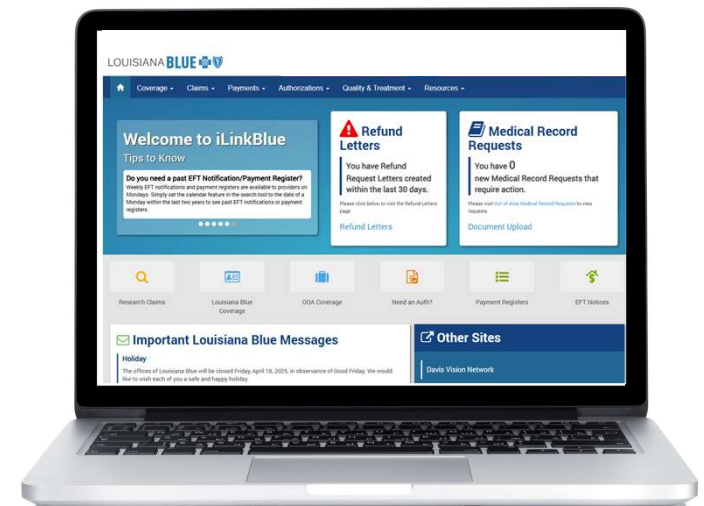 LOUISIANA BLUE
Coverage Claims Payments Authorizations Quality & Treatment Resources
Welcome to iLinkBlue
Tips to Know
Do you need a past EFT Notification/Payment Register?
Weekly EFT notifications and payment registers are available to providers on
Mondays. Simply set the calendar feature in the search tool to the date of a
Monday within the last two years to see past EFT notifications or payment
registers.
Refund
Letters
You have Refund
Request Letters created
within the last 30 days.
Please click below to visit the Refund Letters
page.
Refund Letters
Medical Record
Requests
You have 0
new Medical Record Requests that
require action.
Please visit Out of Area Medical Record Requests to view
requests.
Document Upload
Research Claims
Louisiana Blue
Coverage
OOA Coverage
Need an Auth?
Payment Registers
EFT Notices
Important Louisiana Blue Messages
Holiday
The offices of Louisiana Blue will be closed Friday, April 18, 2025, in observance of Good Friday. We would
like to wish each of you a safe and happy holiday.
Other Sites
Davis Vision Network